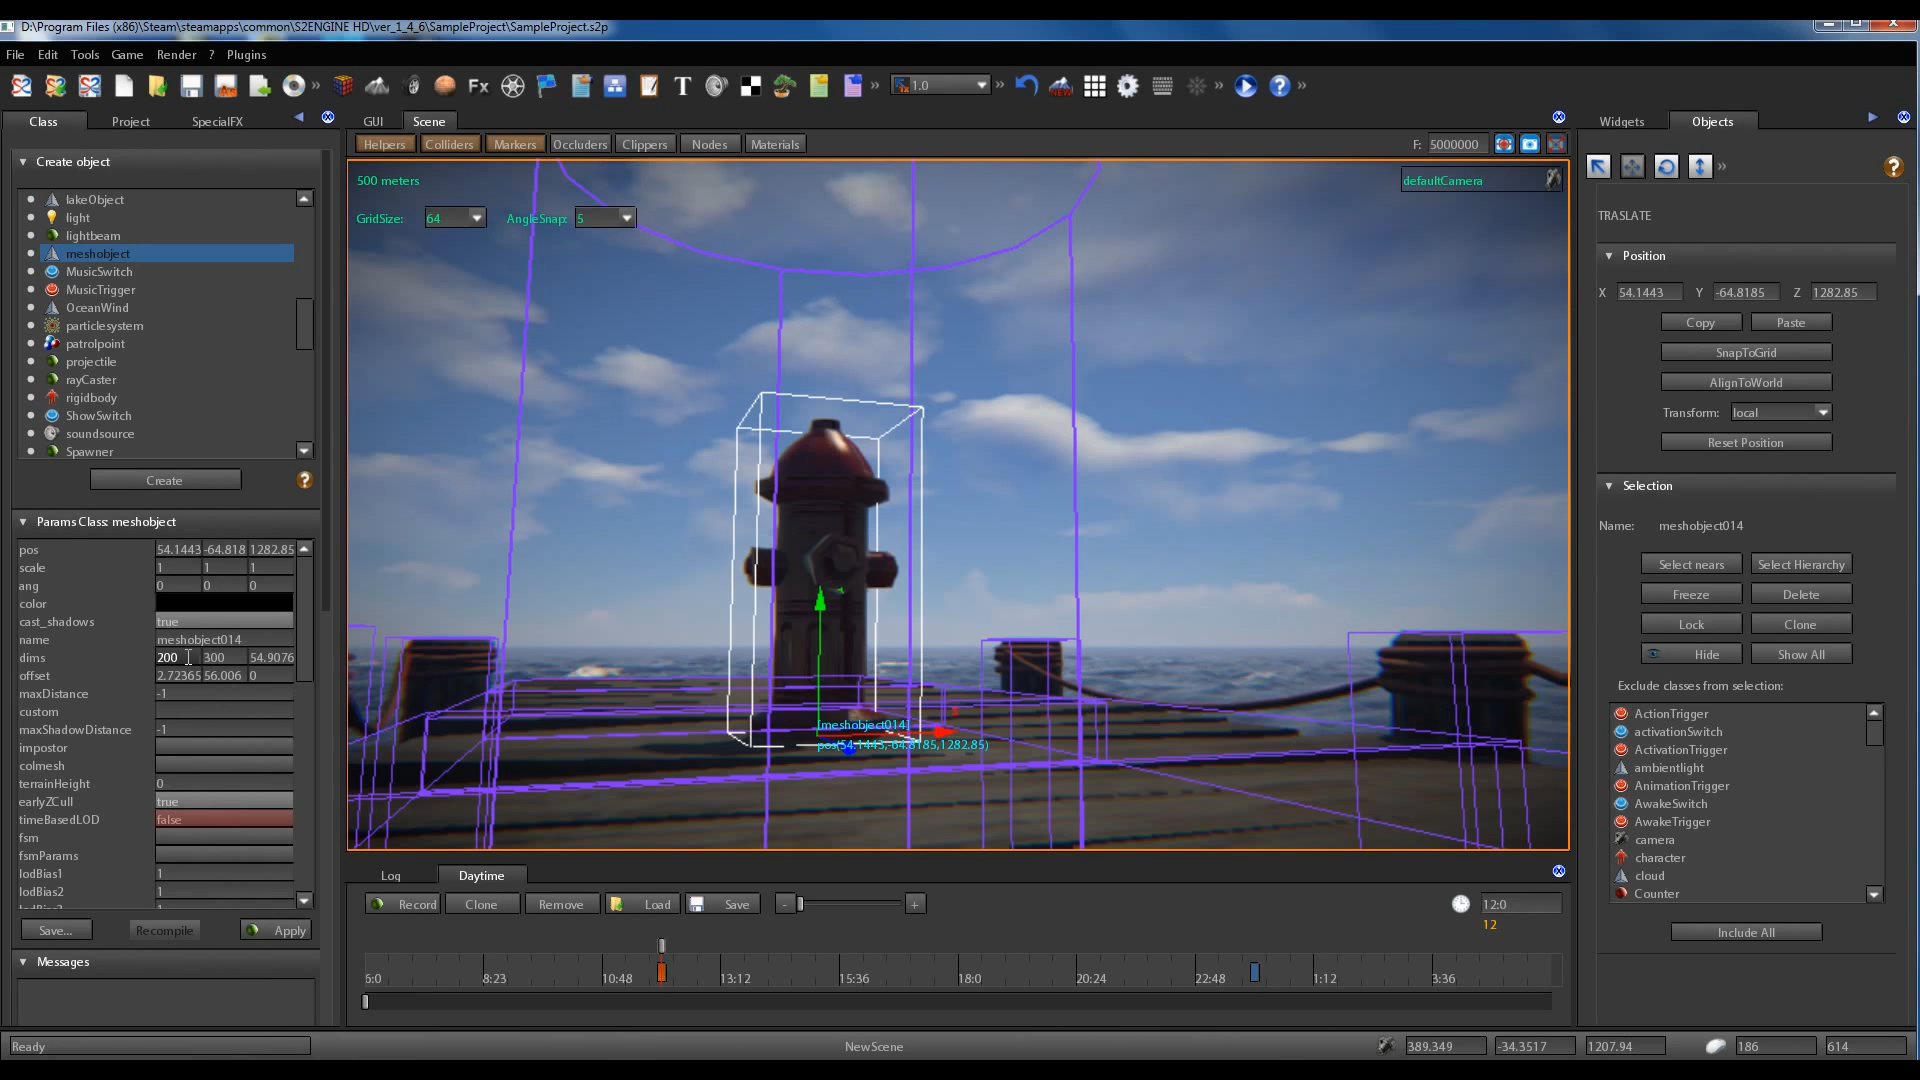 D:\Program Files (x86)\Steam\steamapps\common\S2ENGINE HD\ver_1_4_6\SampleProject\SampleProject.s2p
File Edit Tools Game Render ? Plugins
Fx T 1.0 NEW ?
Class Project SpecialFX
GUI Scene
Widgets Objects
Helpers Colliders Markers Occluders Clippers Nodes Materials F: 5000000
Create object
lakeObject
light
lightbeam
meshobject
MusicSwitch
MusicTrigger
OceanWind
particlesystem
patrolpoint
projectile
rayCaster
rigidbody
ShowSwitch
soundsource
Spawner
Create
Params Class: meshobject
pos 54.1443 -64.818 1282.85
scale 1 1 1
ang 0 0 0
color
cast_shadows true
name meshobject014
dims 200 300 54.9076
offset 2.72365 56.006 0
maxDistance -1
custom
maxShadowDistance -1
impostor
colmesh
terrainHeight 0
earlyZCull true
timeBasedLOD false
fsm
fsmParams
lodBias1 1
lodBias2 1
Save... Recompile Apply
Messages
500 meters
defaultCamera
GridSize: 64 AngleSnap: 5
[meshobject014]
pos(54.1443,-64.8185,1282.85)
Log Daytime
Record Clone Remove Load Save - + 12:0
12
6:0 8:23 10:48 13:12 15:36 18:0 20:24 22:48 1:12 3:36
TRASLATE
Position
X 54.1443 Y -64.8185 Z 1282.85
Copy Paste
SnapToGrid
AlignToWorld
Transform: local
Reset Position
Selection
Name: meshobject014
Select nears Select Hierarchy
Freeze Delete
Lock Clone
Hide Show All
Exclude classes from selection:
ActionTrigger
activationSwitch
ActivationTrigger
ambientlight
AnimationTrigger
AwakeSwitch
AwakeTrigger
camera
character
cloud
Counter
Include All
Ready NewScene 389.349 -34.3517 1207.94 186 614